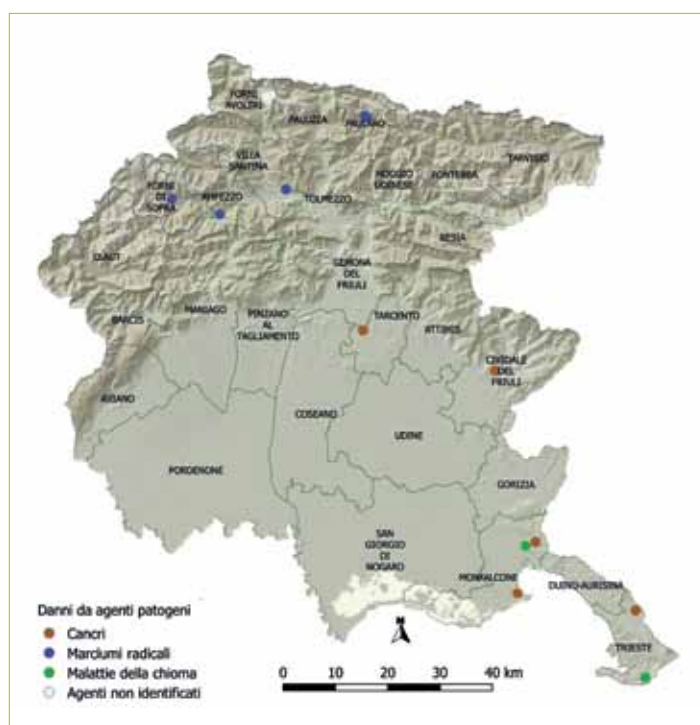 FORNI
AVOLTRI
PAULUZZA
PAULARO
VILLA
SANTINA
MOGGIO
UDINESE
PONTEBBA
TARVISIO
FORNI
DI
SOPRA
AMPEZZO
TOLMEZZO
RESIA
CLAUT
GEMONA
DEL
FRIULI
BARCIS
MANIAGO
PINZANO
AL
TAGLIAMENTO
TARCENTO
ATTIMIS
CIVIDALE
DEL
FRIULI
AVIANO
COSEANO
UDINE
PORDENONE
GORIZIA
SAN
GIORGIO
DI
NOGARO
MONFALCONE
DUINO-AURISINA
TRIESTE
Danni da agenti patogeni
Cancri
Marciumi radicali
Malattie della chioma
Agenti non identificati
N
0 10 20 30 40 km